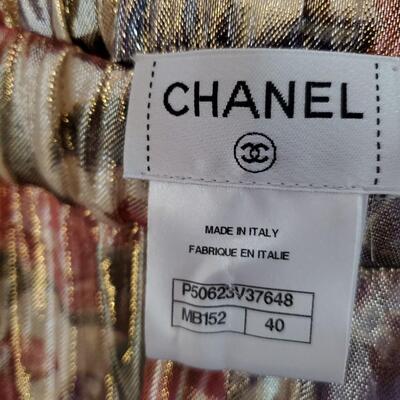 CHANEL
MADE IN ITALY
FABRIQUE EN ITALIE
P50623V37648
MB152 40